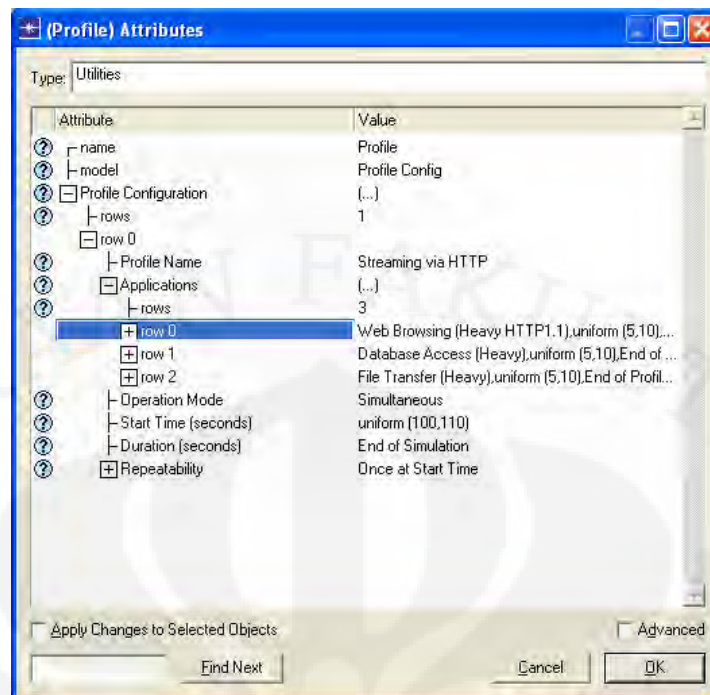 (Profile) Attributes
Type: Utilities
Attribute Value
name Profile
model Profile Config
Profile Configuration (...)
rows 1
row 0
Profile Name Streaming via HTTP
Applications (...)
rows 3
row 0 Web Browsing (Heavy HTTP1.1),uniform (5,10),...
row 1 Database Access (Heavy),uniform (5,10),End of ...
row 2 File Transfer (Heavy),uniform (5,10),End of Profil...
Operation Mode Simultaneous
Start Time (seconds) uniform (100,110)
Duration (seconds) End of Simulation
Repeatability Once at Start Time
Apply Changes to Selected Objects Advanced
Find Next Cancel OK